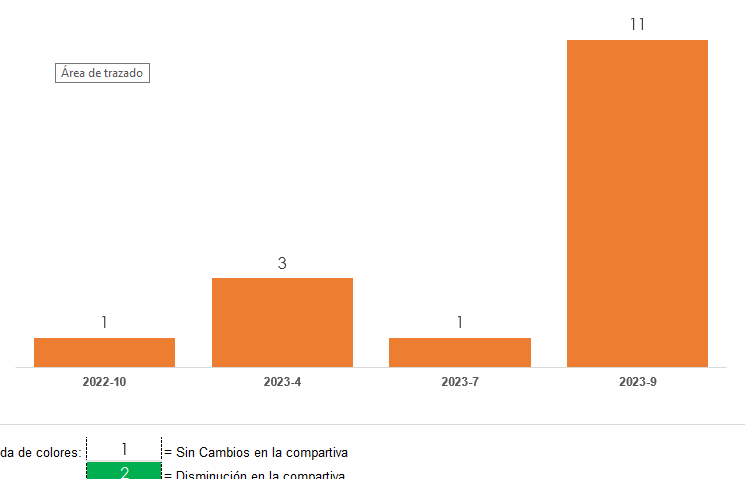 11
Área de trazado
3
1
1
2022-10
2023-4
2023-7
2023-9
da de colores:
1
= Sin Cambios en la compartiva
2
= Disminución en la compartiva